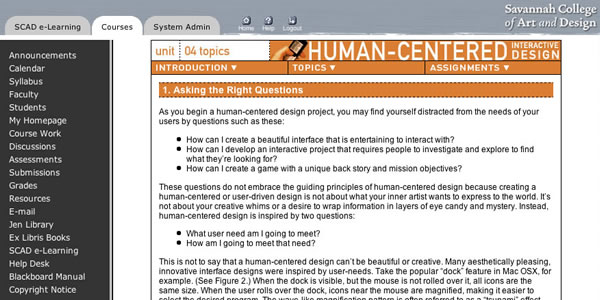 Savannah College
of Art and Design
SCAD e-Learning
Courses
System Admin
Home
Help
Logout
Announcements
Calendar
Syllabus
Faculty
Students
My Homepage
Course Work
Discussions
Assessments
Submissions
Grades
Resources
E-mail
Jen Library
Ex Libris Books
SCAD e-Learning
Help Desk
Blackboard Manual
Copyright Notice
unit 04 topics
HUMAN-CENTERED INTERACTIVE DESIGN
INTRODUCTION ▼ TOPICS ▼ ASSIGNMENTS ▼
1. Asking the Right Questions
As you begin a human-centered design project, you may find yourself distracted from the needs of your
users by questions such as these:
● How can I create a beautiful interface that is entertaining to interact with?
● How can I develop an interactive project that requires people to investigate and explore to find
what they're looking for?
● How can I create a game with a unique back story and mission objectives?
These questions do not embrace the guiding principles of human-centered design because creating a
human-centered or user-driven design is not about what your inner artist wants to express to the world. It's
not about your creative whims or a desire to wrap information in layers of eye candy and mystery. Instead,
human-centered design is inspired by two questions:
● What user need am I going to meet?
● How am I going to meet that need?
This is not to say that a human-centered design can't be beautiful or creative. Many aesthetically pleasing,
innovative interface designs were inspired by user-needs. Take the popular "dock" feature in Mac OSX, for
example. (See Figure 2.) When the dock is visible, but the mouse is not rolled over it, all icons are the
same size. When the user rolls over the dock, icons near the mouse are magnified, making it easier to
select the desired program. The wave-like magnification pattern is often referred to as a "tsunami" effect